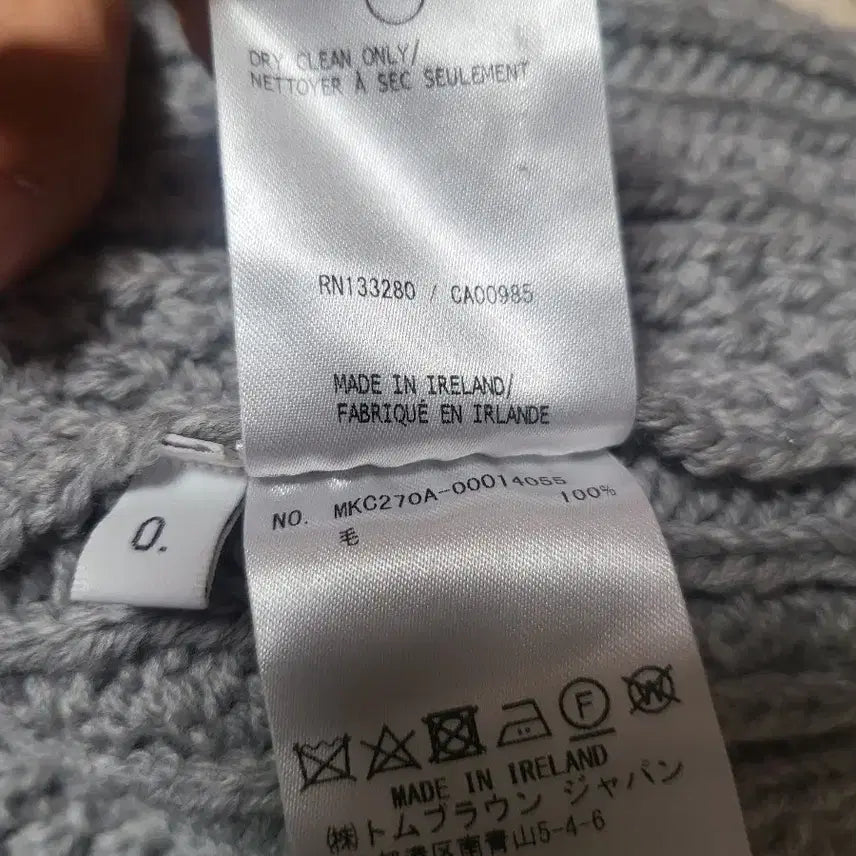 DRY CLEAN ONLY/
NETTOYER À SEC SEULEMENT
RN133280 / CA00985
MADE IN IRELAND/
FABRIQUÉ EN IRLANDE
0.
NO. MKC270A-00014055
毛 100%
F W
MADE IN IRELAND
(株)トムブラウン ジャパン
港区南青山5-4-6